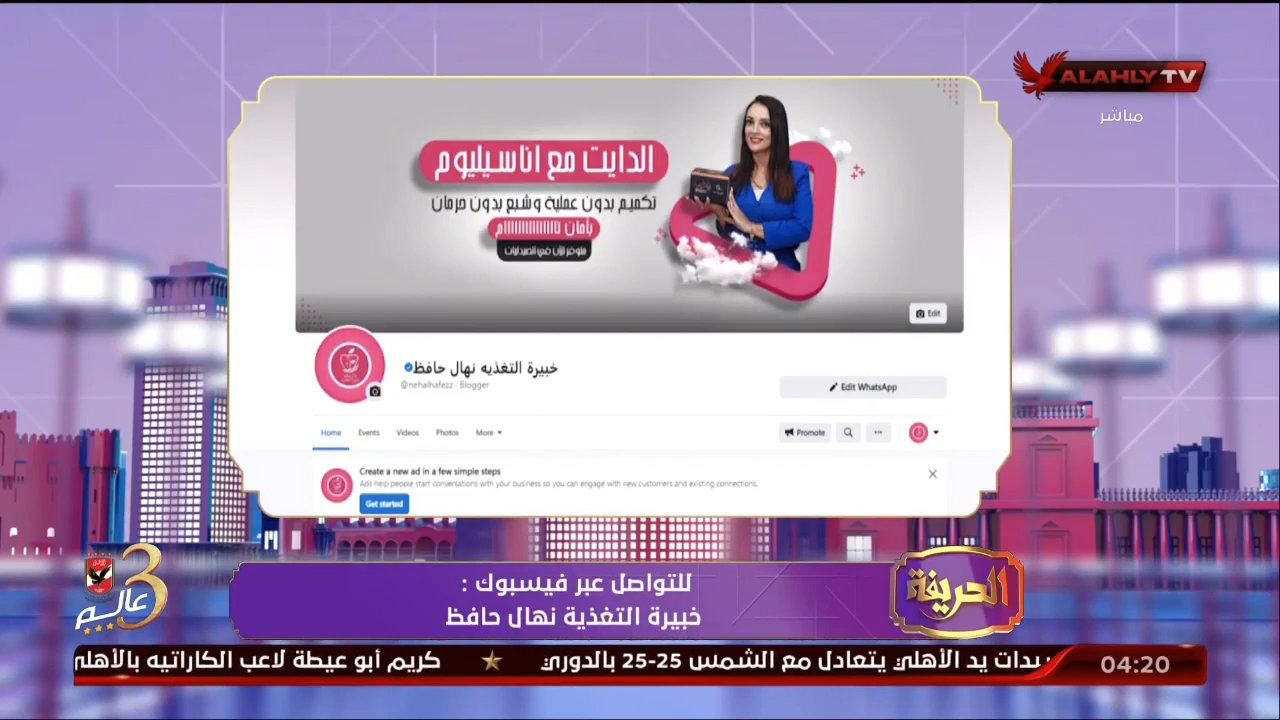 ALAHLY TV
مباشر
الدايت مع اناسيليوم
تكميم بدون عملية وشبع بدون حرمان
بأمان تاااااااااااام
متوفر الآن في الصيدليات
Edit
خبيرة التغذيه نهال حافظ
@nehalhafezz · Blogger
Edit WhatsApp
Home Events Videos Photos More
Promote
Create a new ad in a few simple steps
Ads help people start conversations with your business so you can engage with new customers and existing connections.
Get started
3 عالم
الحريفة
للتواصل عبر فيسبوك :
خبيرة التغذية نهال حافظ
يدات يد الأهلي يتعادل مع الشمس 25-25 بالدوري ★ كريم أبو عيطة لاعب الكاراتيه بالأهلي
04:20